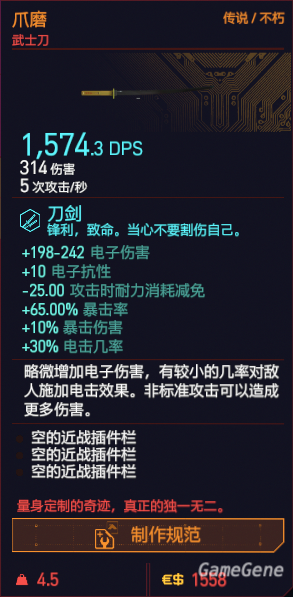 爪磨
传说 / 不朽
武士刀
1,574.3 DPS
314 伤害
5 次攻击/秒
刀剑
锋利，致命。当心不要割伤自己。
+198-242 电子伤害
+10 电子抗性
-25.00 攻击时耐力消耗减免
+65.00% 暴击率
+10% 暴击伤害
+30% 电击几率
略微增加电子伤害，有较小的几率对敌
人施加电击效果。非标准攻击可以造成
更多伤害。
空的近战插件栏
空的近战插件栏
空的近战插件栏
量身定制的奇迹，真正的独一无二。
制作规范
4.5
€$ 1558
GameGene